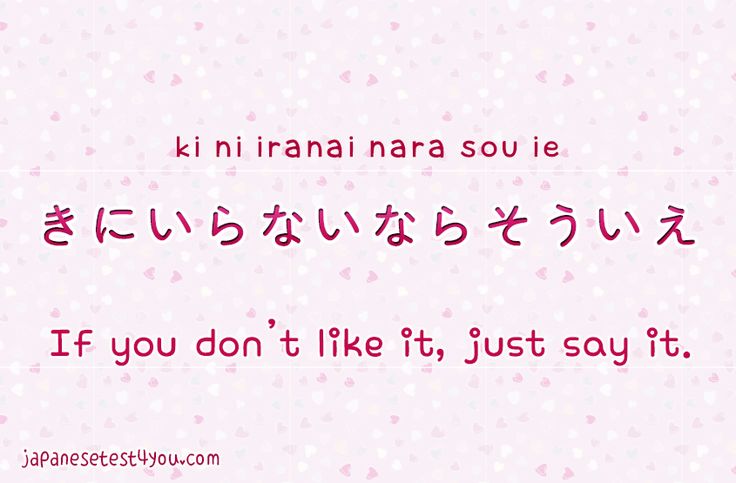 ki ni iranai nara sou ie
きにいらないならそういえ
If you don't like it, just say it.
japanesetest4you.com